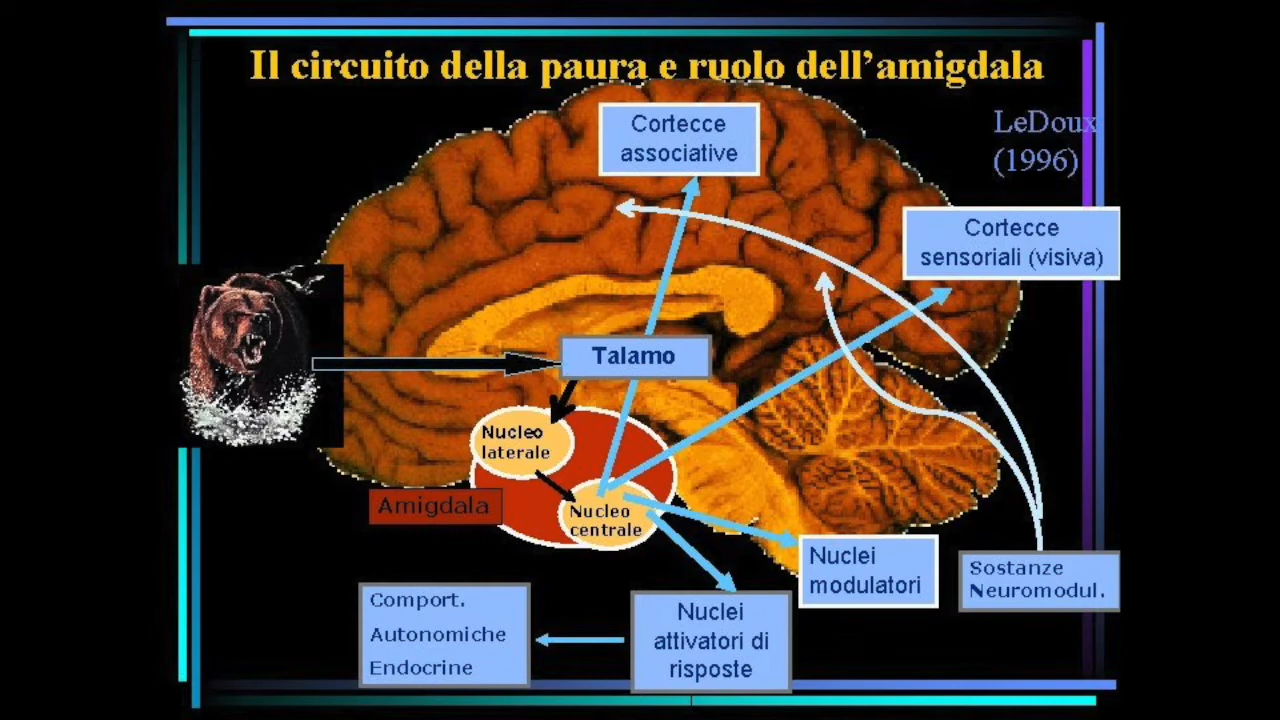 Il circuito della paura e ruolo dell'amigdala
LeDoux
(1996)
Cortecce
associative
Cortecce
sensoriali (visiva)
Talamo
Nucleo
laterale
Amigdala
Nucleo
centrale
Nuclei
modulatori
Sostanze
Neuromodul.
Comport.
Autonomiche
Endocrine
Nuclei
attivatori di
risposte